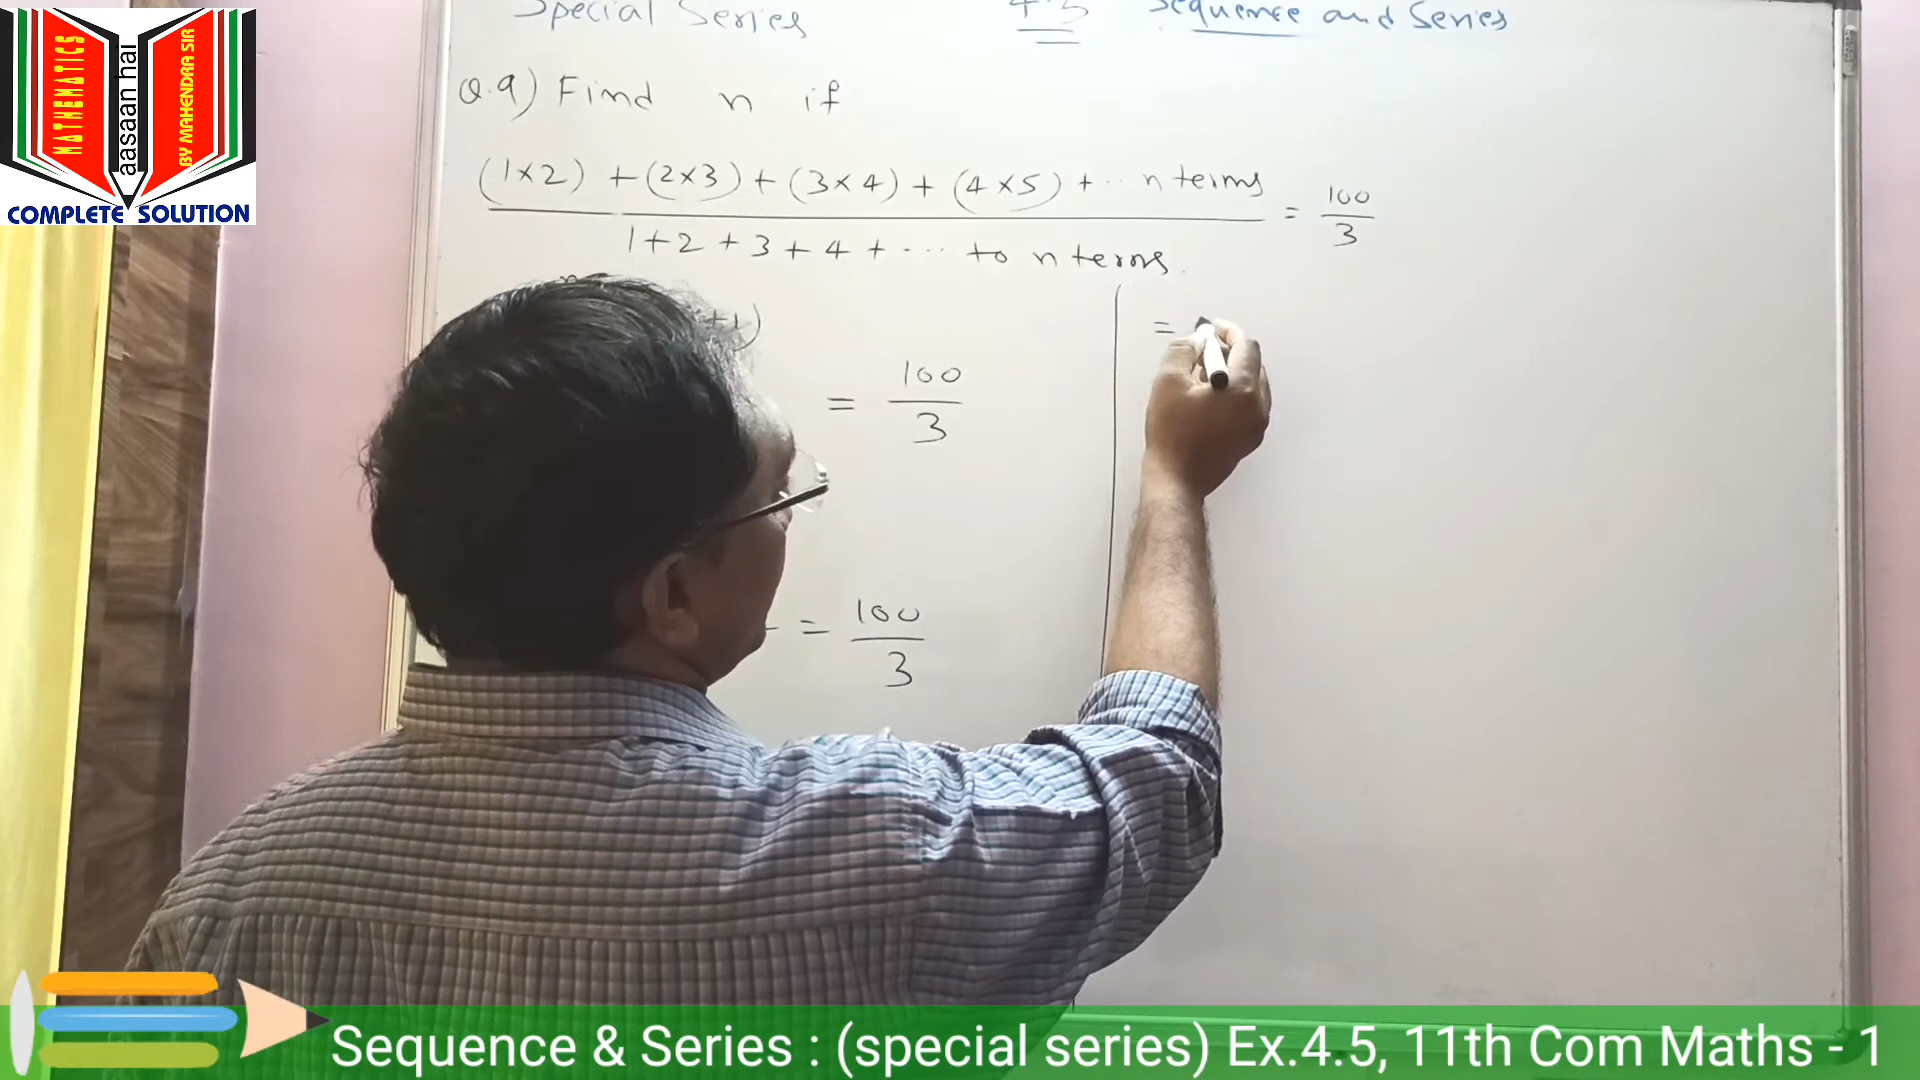 Special Series 4.5 Sequence and Series
Q.9) Find n if
(1×2) + (2×3) + (3×4) + (4×5) + ... n terms = 100/3
1+2+3+4+... to n terms.
+1)
= 100/3
=
= 100/3
MATHEMATICS
aasaan hai
BY MAHENDRA SIR
COMPLETE SOLUTION
Sequence & Series : (special series) Ex.4.5, 11th Com Maths - 1